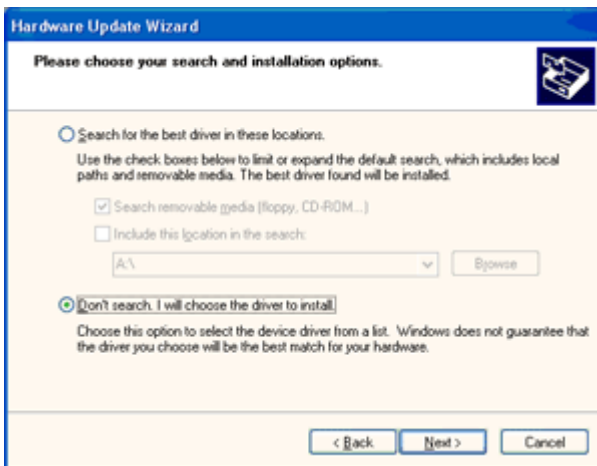 Hardware Update Wizard
Please choose your search and installation options.
Search for the best driver in these locations.
Use the check boxes below to limit or expand the default search, which includes local
paths and removable media. The best driver found will be installed.
Search removable media (floppy, CD-ROM...)
Include this location in the search:
A:\
Browse
Don't search. I will choose the driver to install.
Choose this option to select the device driver from a list. Windows does not guarantee that
the driver you choose will be the best match for your hardware.
< Back Next > Cancel